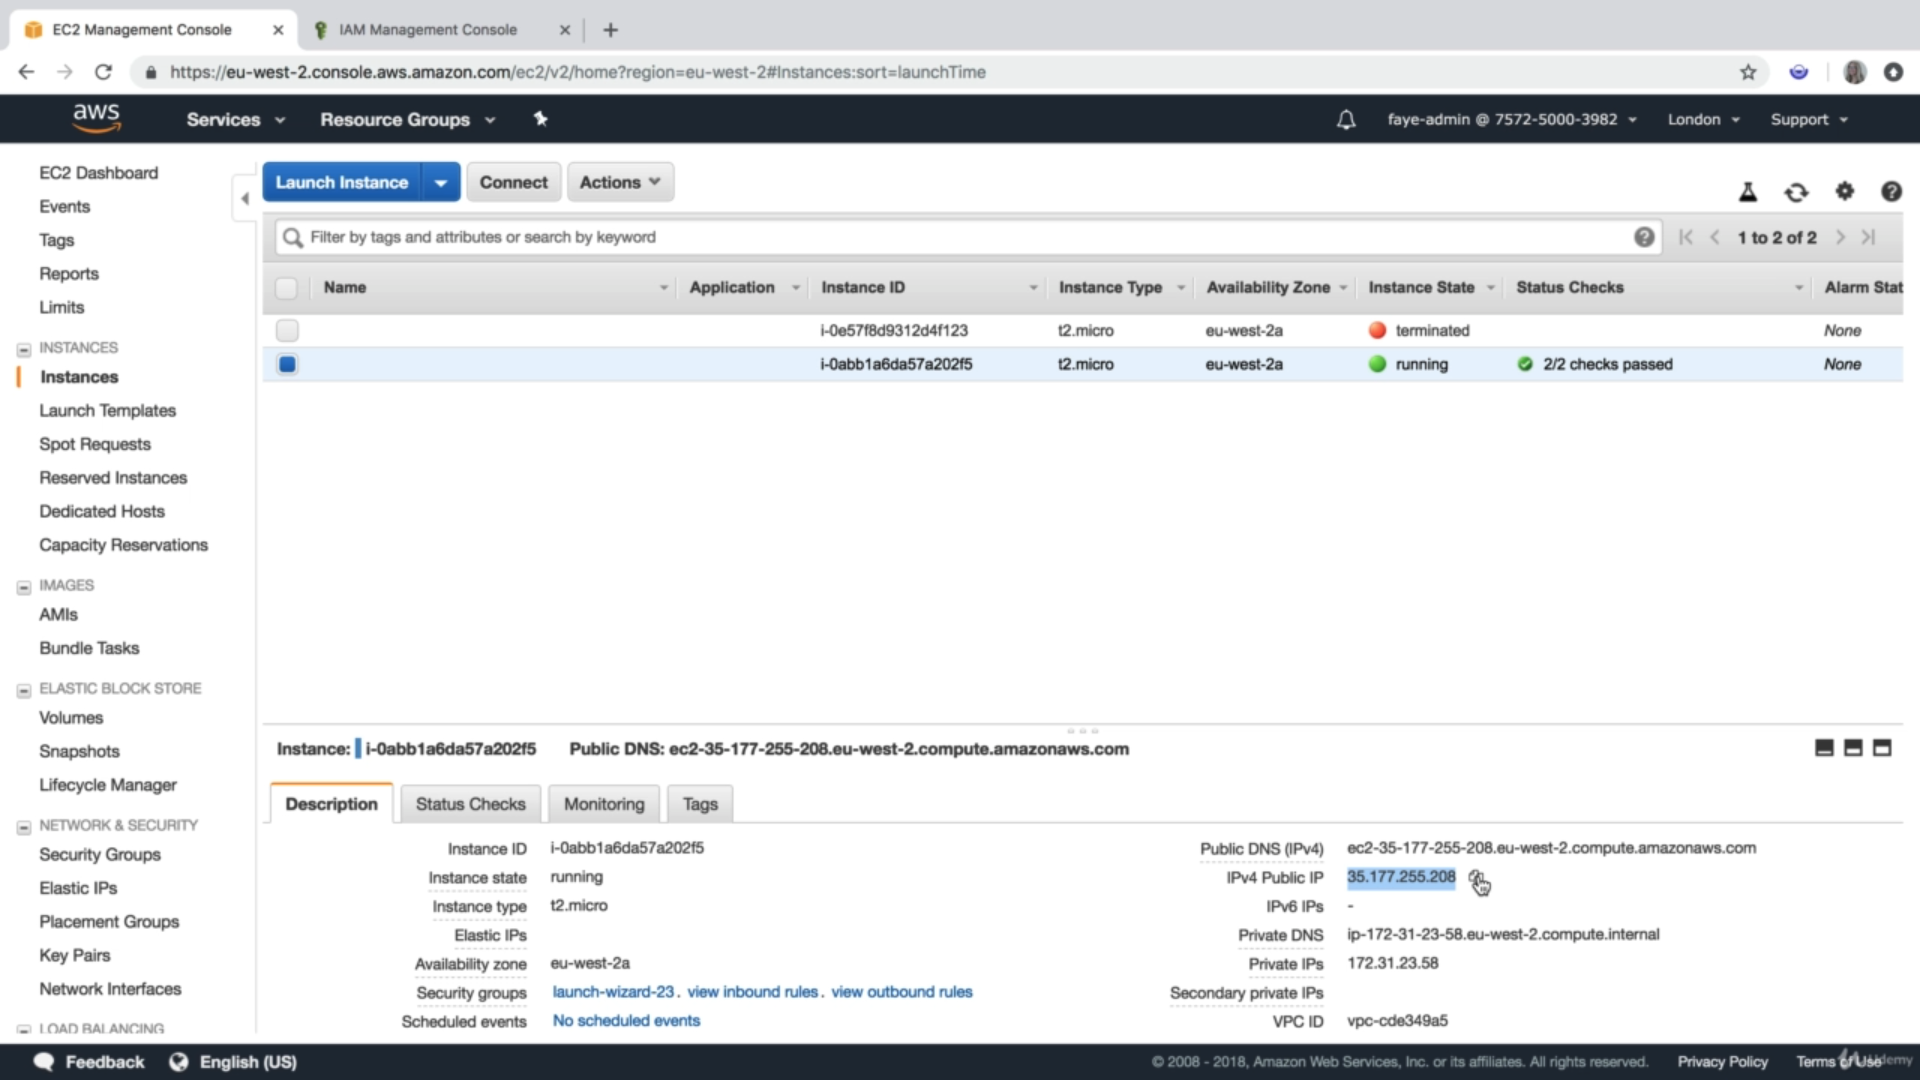 EC2 Management Console
IAM Management Console
https://eu-west-2.console.aws.amazon.com/ec2/v2/home?region=eu-west-2#Instances:sort=launchTime
aws
Services
Resource Groups
faye-admin @ 7572-5000-3982
London
Support
EC2 Dashboard
Events
Tags
Reports
Limits
INSTANCES
Instances
Launch Templates
Spot Requests
Reserved Instances
Dedicated Hosts
Capacity Reservations
IMAGES
AMIs
Bundle Tasks
ELASTIC BLOCK STORE
Volumes
Snapshots
Lifecycle Manager
NETWORK & SECURITY
Security Groups
Elastic IPs
Placement Groups
Key Pairs
Network Interfaces
LOAD BALANCING
Launch Instance
Connect
Actions
Filter by tags and attributes or search by keyword
1 to 2 of 2
Name Application Instance ID Instance Type Availability Zone Instance State Status Checks Alarm Stat
i-0e57f8d9312d4f123 t2.micro eu-west-2a terminated None
i-0abb1a6da57a202f5 t2.micro eu-west-2a running 2/2 checks passed None
Instance: i-0abb1a6da57a202f5 Public DNS: ec2-35-177-255-208.eu-west-2.compute.amazonaws.com
Description Status Checks Monitoring Tags
Instance ID i-0abb1a6da57a202f5
Instance state running
Instance type t2.micro
Elastic IPs
Availability zone eu-west-2a
Security groups launch-wizard-23. view inbound rules. view outbound rules
Scheduled events No scheduled events
Public DNS (IPv4) ec2-35-177-255-208.eu-west-2.compute.amazonaws.com
IPv4 Public IP 35.177.255.208
IPv6 IPs -
Private DNS ip-172-31-23-58.eu-west-2.compute.internal
Private IPs 172.31.23.58
Secondary private IPs
VPC ID vpc-cde349a5
Feedback
English (US)
© 2008 - 2018, Amazon Web Services, Inc. or its affiliates. All rights reserved.
Privacy Policy
Terms of Use